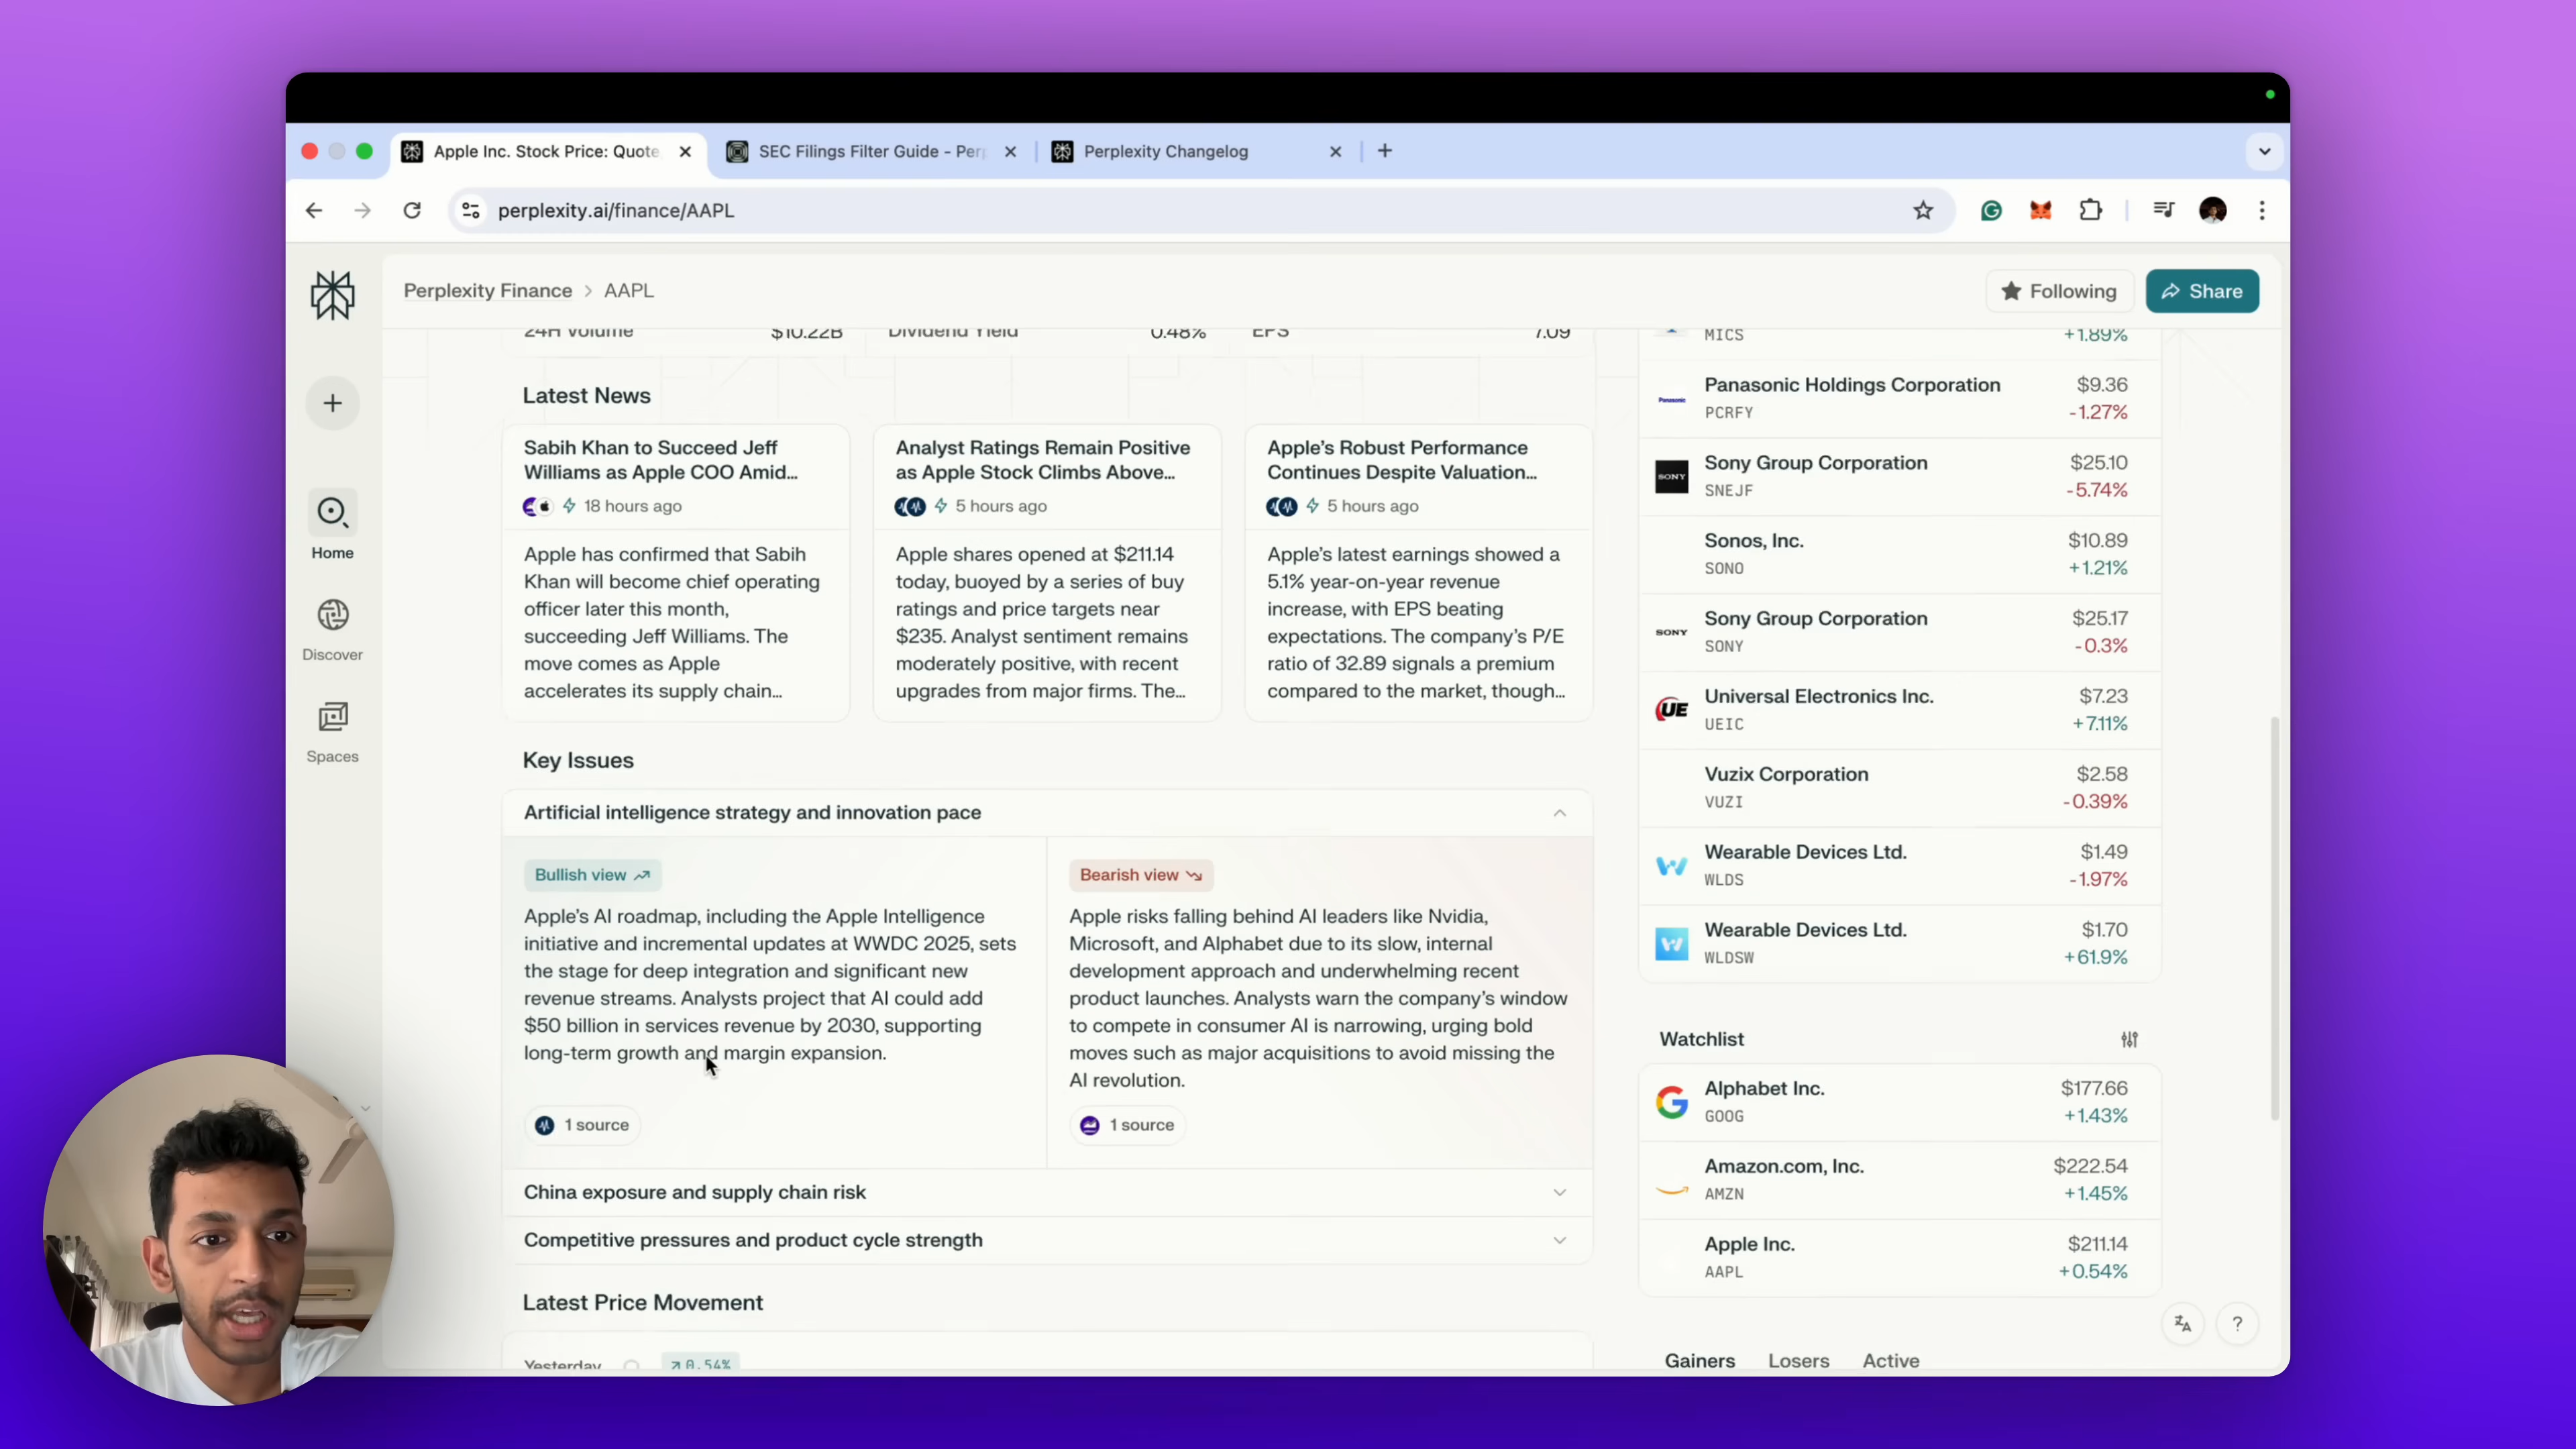 Apple Inc. Stock Price: Quote
SEC Filings Filter Guide - Per
Perplexity Changelog
perplexity.ai/finance/AAPL
Perplexity Finance > AAPL
Following
Share
Home
Discover
Spaces
24H Volume $10.22B Dividend Yield 0.48% EPS 7.09
Latest News
Sabih Khan to Succeed Jeff
Williams as Apple COO Amid...
18 hours ago
Apple has confirmed that Sabih
Khan will become chief operating
officer later this month,
succeeding Jeff Williams. The
move comes as Apple
accelerates its supply chain...
Analyst Ratings Remain Positive
as Apple Stock Climbs Above...
5 hours ago
Apple shares opened at $211.14
today, buoyed by a series of buy
ratings and price targets near
$235. Analyst sentiment remains
moderately positive, with recent
upgrades from major firms. The...
Apple's Robust Performance
Continues Despite Valuation...
5 hours ago
Apple's latest earnings showed a
5.1% year-on-year revenue
increase, with EPS beating
expectations. The company's P/E
ratio of 32.89 signals a premium
compared to the market, though...
Key Issues
Artificial intelligence strategy and innovation pace
Bullish view
Apple's AI roadmap, including the Apple Intelligence
initiative and incremental updates at WWDC 2025, sets
the stage for deep integration and significant new
revenue streams. Analysts project that AI could add
$50 billion in services revenue by 2030, supporting
long-term growth and margin expansion.
1 source
Bearish view
Apple risks falling behind AI leaders like Nvidia,
Microsoft, and Alphabet due to its slow, internal
development approach and underwhelming recent
product launches. Analysts warn the company's window
to compete in consumer AI is narrowing, urging bold
moves such as major acquisitions to avoid missing the
AI revolution.
1 source
China exposure and supply chain risk
Competitive pressures and product cycle strength
Latest Price Movement
Yesterday 0.54%
MICS +1.89%
Panasonic
Panasonic Holdings Corporation $9.36
PCRFY -1.27%
SONY
Sony Group Corporation $25.10
SNEJF -5.74%
Sonos, Inc. $10.89
SONO +1.21%
SONY
Sony Group Corporation $25.17
SONY -0.3%
UE
Universal Electronics Inc. $7.23
UEIC +7.11%
Vuzix Corporation $2.58
VUZI -0.39%
Wearable Devices Ltd. $1.49
WLDS -1.97%
Wearable Devices Ltd. $1.70
WLDSW +61.9%
Watchlist
Alphabet Inc. $177.66
GOOG +1.43%
Amazon.com, Inc. $222.54
AMZN +1.45%
Apple Inc. $211.14
AAPL +0.54%
?
Gainers Losers Active